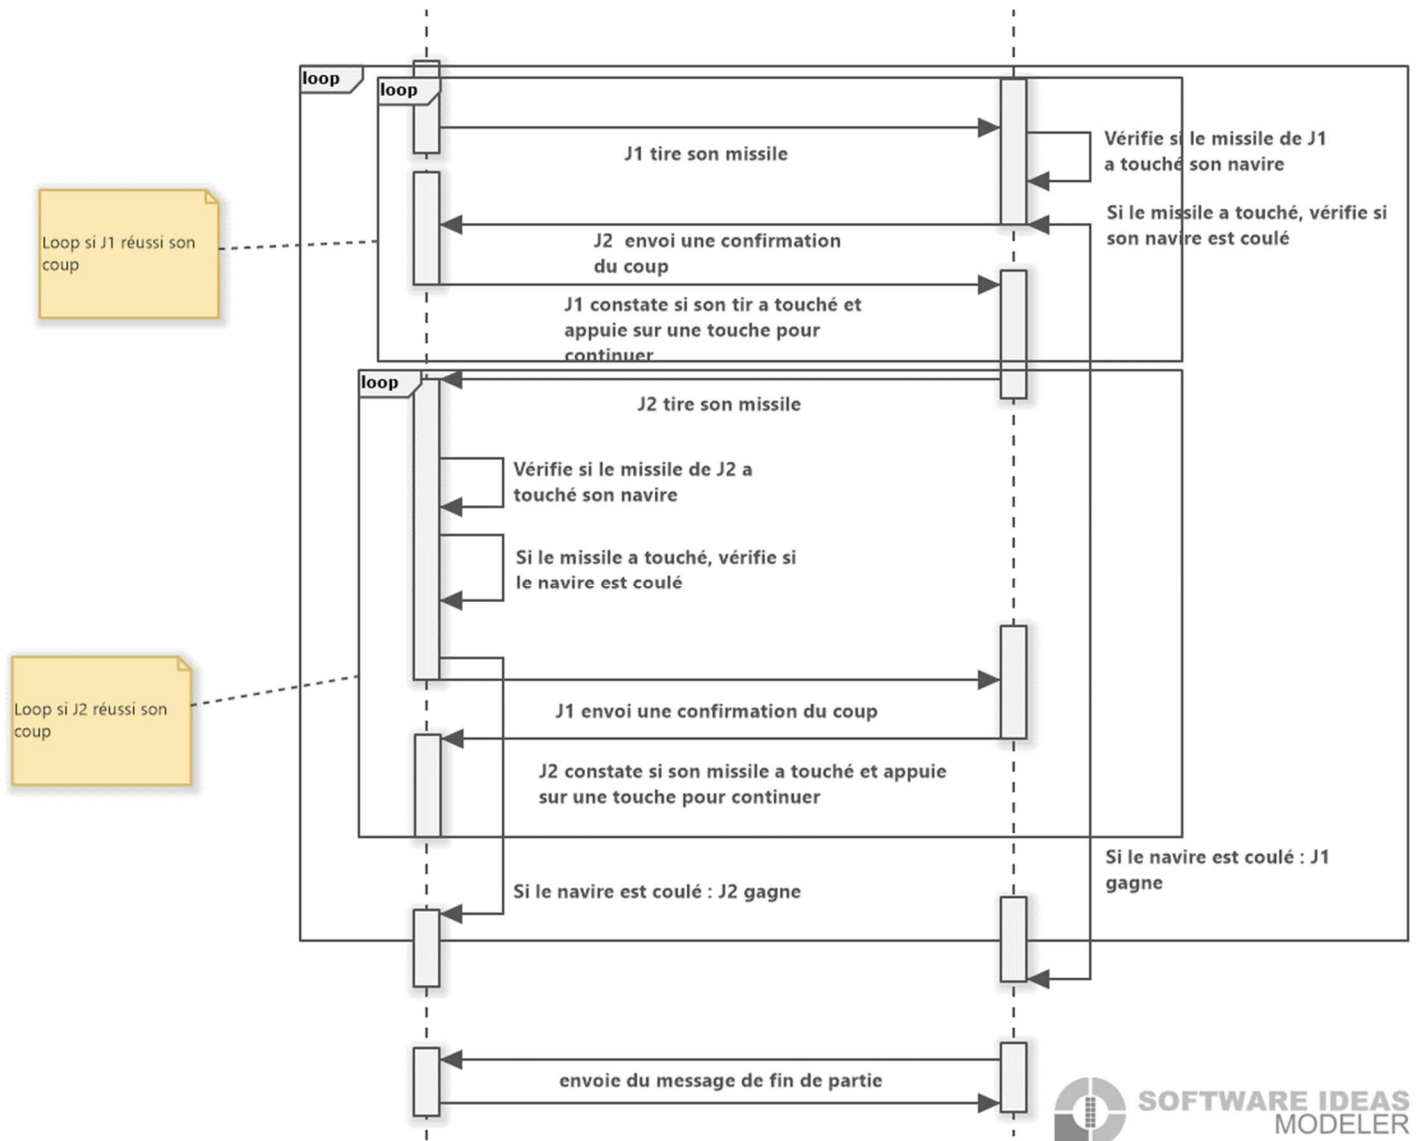 loop
loop
J1 tire son missile
Vérifie si le missile de J1
a touché son navire
Si le missile a touché, vérifie si
son navire est coulé
Loop si J1 réussi son
coup
J2  envoi une confirmation
du coup
J1 constate si son tir a touché et
appuie sur une touche pour
continuer
loop
J2 tire son missile
Vérifie si le missile de J2 a
touché son navire
Si le missile a touché, vérifie si
le navire est coulé
Loop si J2 réussi son
coup
J1 envoi une confirmation du coup
J2 constate si son missile a touché et appuie
sur une touche pour continuer
Si le navire est coulé : J1
gagne
Si le navire est coulé : J2 gagne
envoie du message de fin de partie
SOFTWARE IDEAS
MODELER